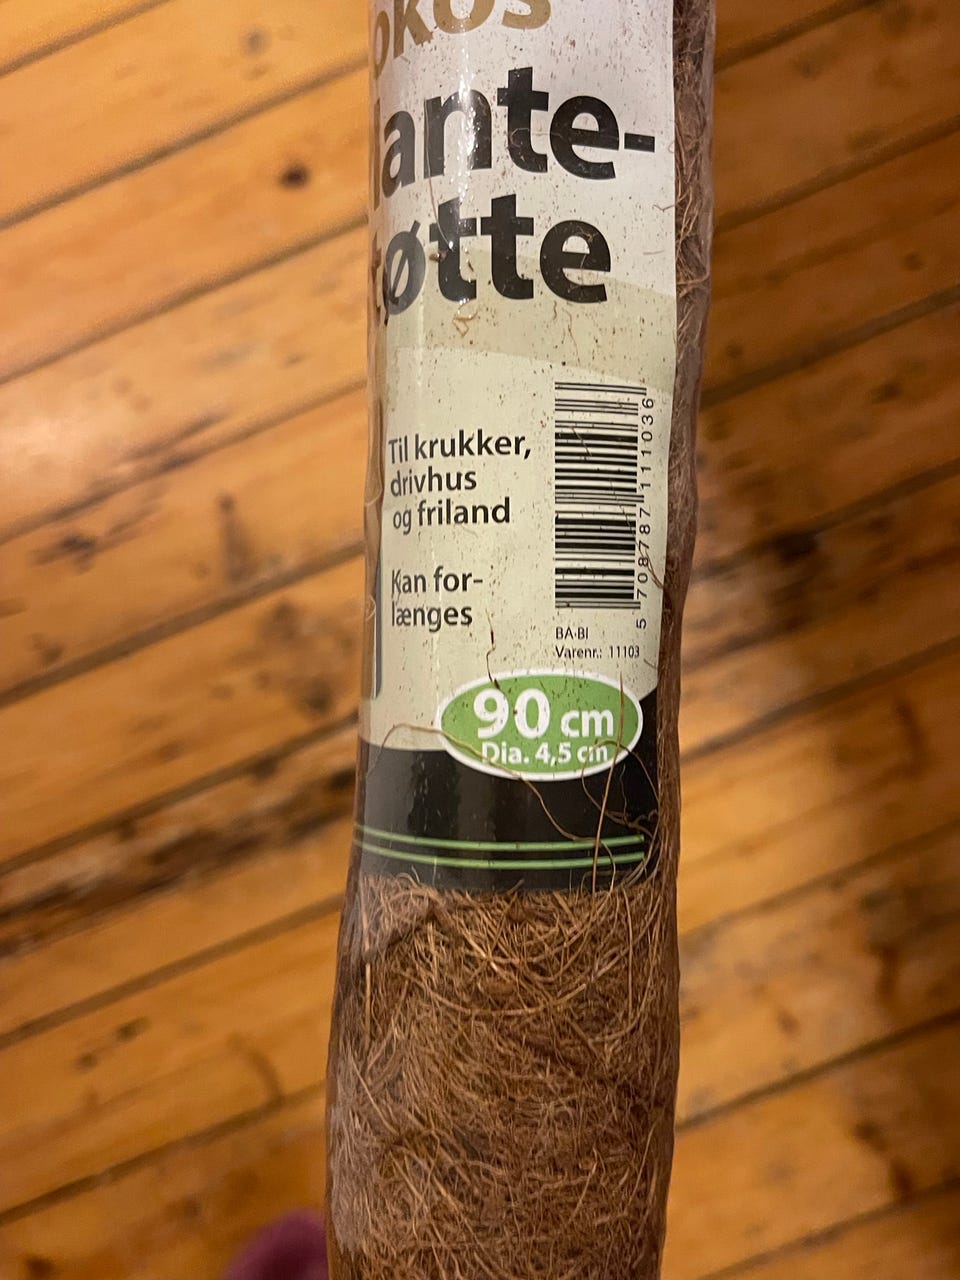 okos
lante-
tøtte
Til krukker,
drivhus
og friland
Kan for-
længes
5 708787 111036
BA-BI
Varenr.: 11103
90 cm
Dia. 4,5 cm